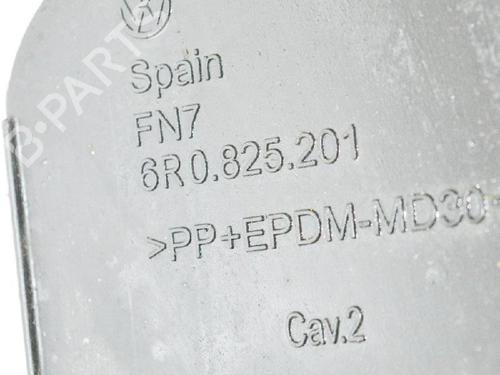 Spain
FN7
6R0.825.201
>PP+EPDM-MD30
Cav.2
B-PARTS